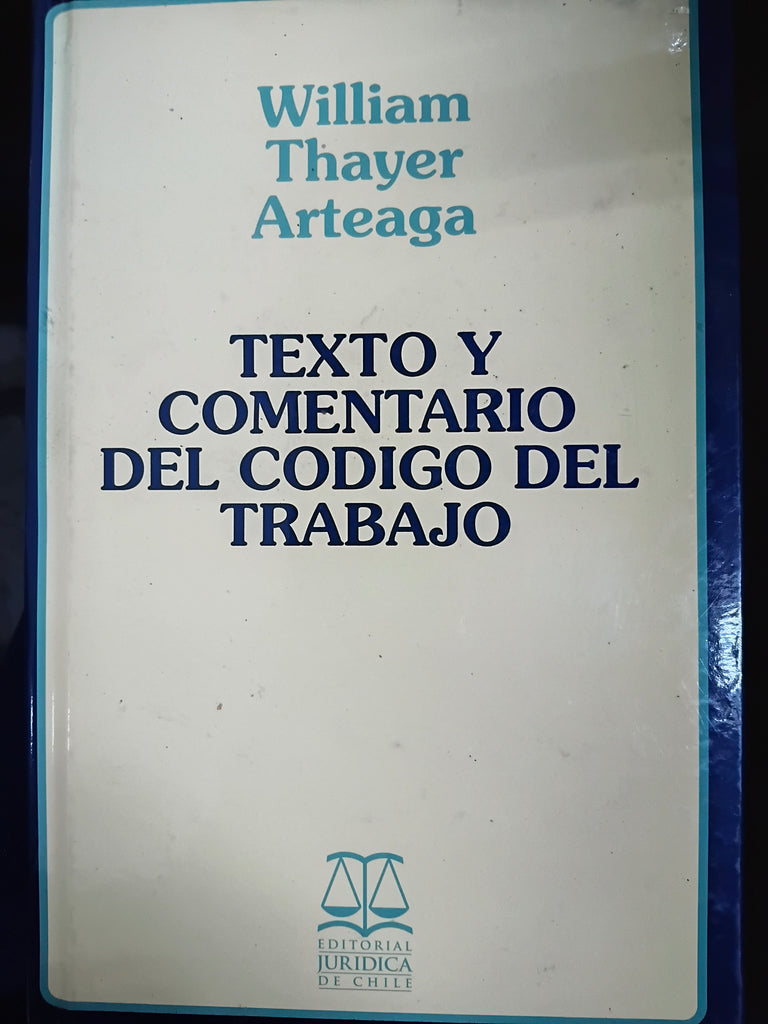 William
Thayer
Arteaga
TEXTO Y
COMENTARIO
DEL CODIGO DEL
TRABAJO
EDITORIAL
JURIDICA
DE CHILE